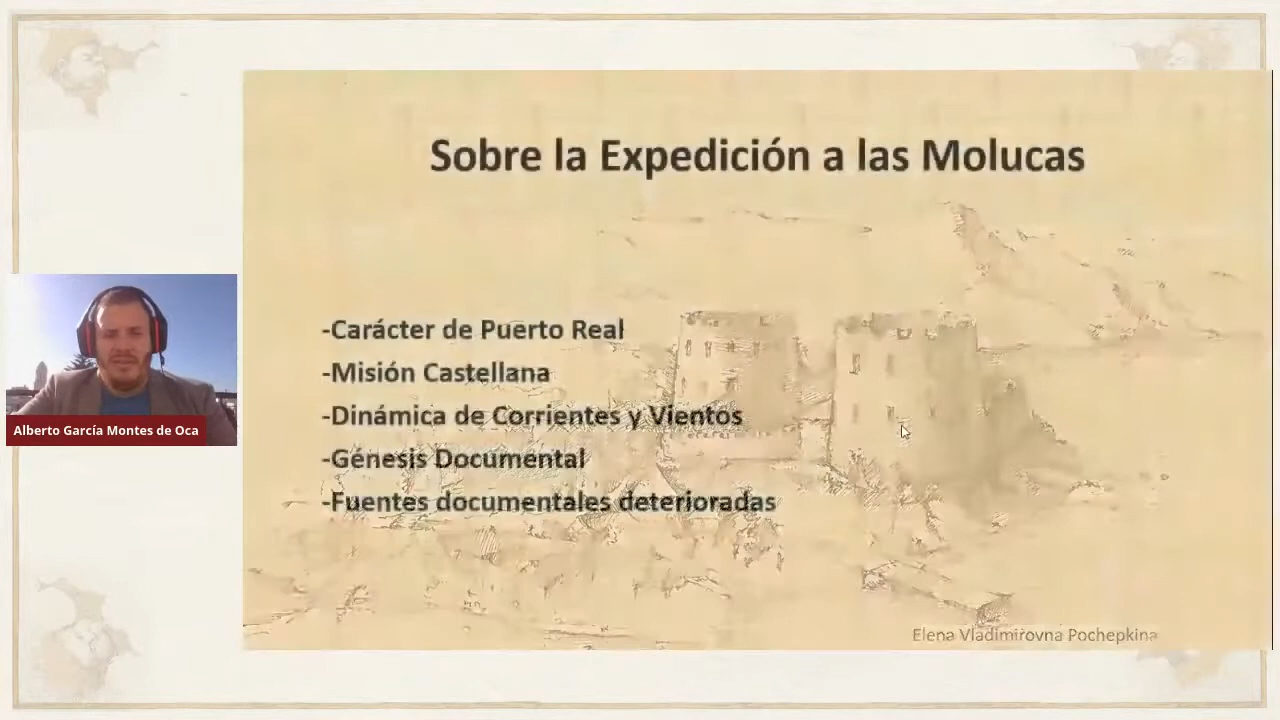 Sobre la Expedición a las Molucas
-Carácter de Puerto Real
-Misión Castellana
-Dinámica de Corrientes y Vientos
-Génesis Documental
-Fuentes documentales deterioradas
Alberto García Montes de Oca
Elena Vladimirovna Pochepkina